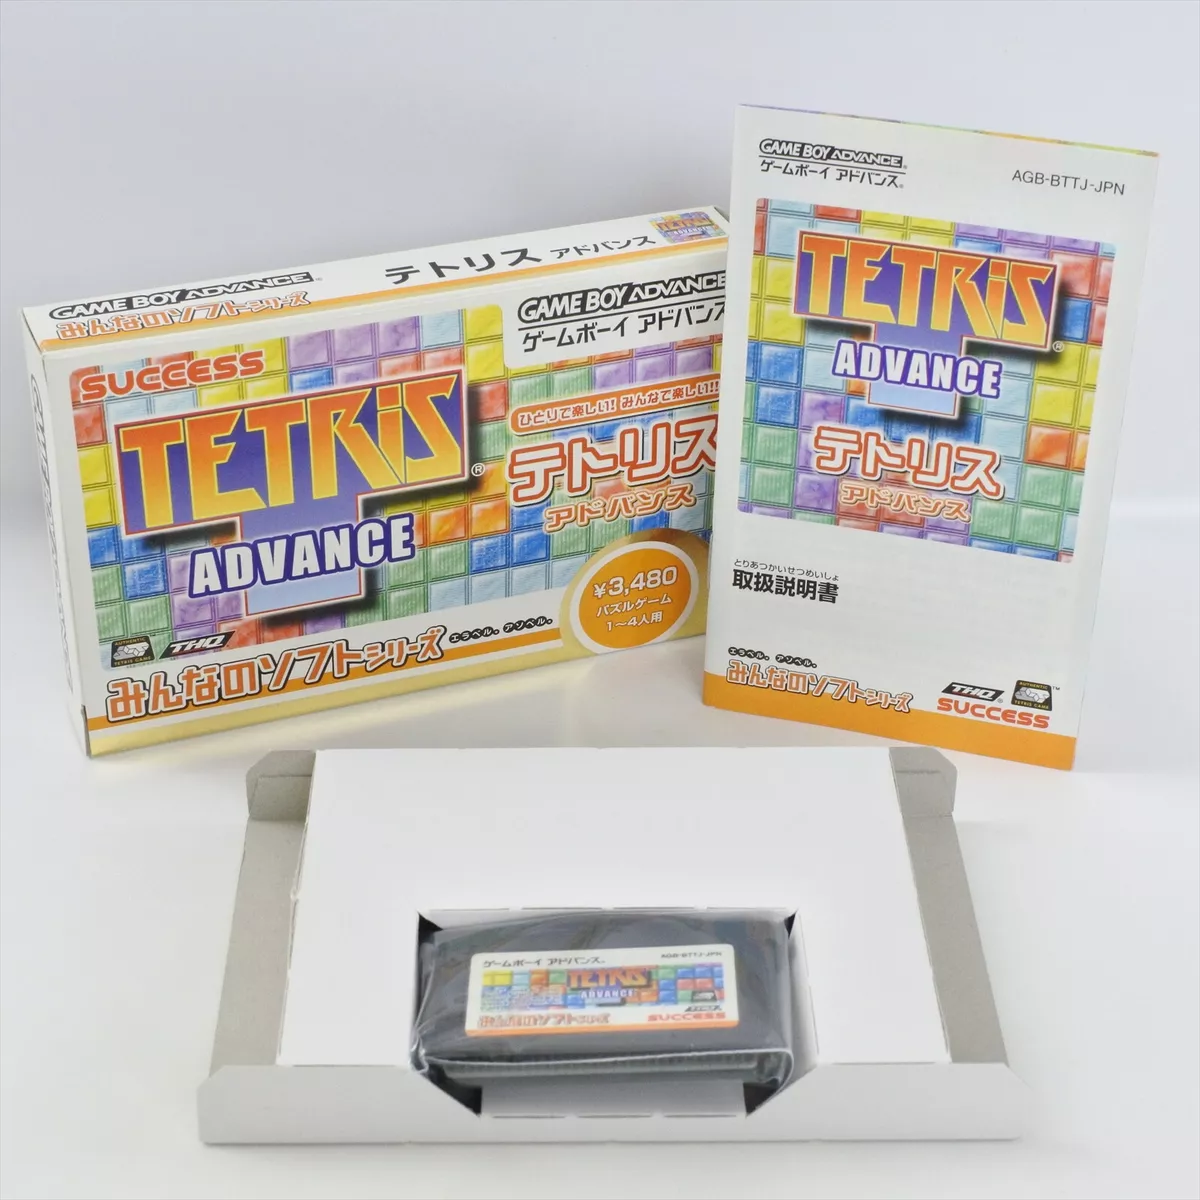 GAME BOY ADVANCE
テトリス アドバンス
みんなのソフトシリーズ
TETRIS
ADVANCE
SUCCESS
GAME BOY ADVANCE
ゲームボーイ アドバンス
TETRIS®
ADVANCE
ひとりで楽しい! みんなで楽しい!!
テトリス
アドバンス
¥3,480
パズルゲーム
1〜4人用
AUTHENTIC
TETRIS GAME
THQ
みんなのソフトシリーズ
エラベル。アソベル。
GAME BOY ADVANCE
ゲームボーイ アドバンス
AGB-BTTJ-JPN
TETRIS®
ADVANCE
テトリス
アドバンス
とりあつかいせつめいしょ
取扱説明書
エラベル。アソベル。
みんなのソフトシリーズ
THQ
SUCCESS
AUTHENTIC
TETRIS GAME
ゲームボーイ アドバンス
AGB-BTTJ-JPN
TETRIS
ADVANCE
みんなのソフトシリーズ
THQ
SUCCESS